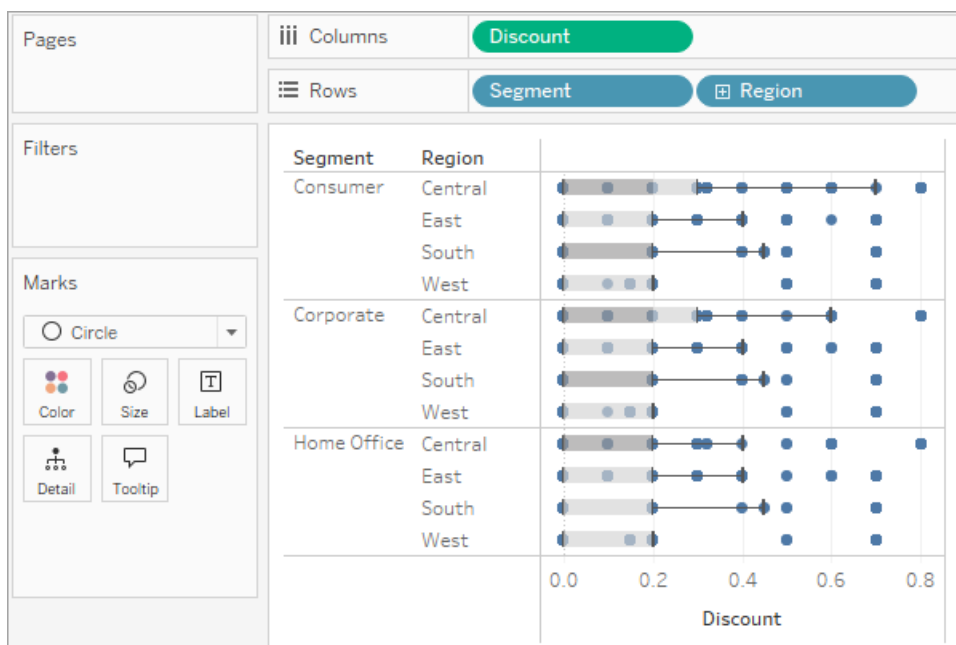 Pages
Columns
Discount
Rows
Segment
Region
Filters
Marks
Circle
Color
Size
Label
Detail
Tooltip
Segment Region
Consumer Central
East
South
West
Corporate Central
East
South
West
Home Office Central
East
South
West
0.0 0.2 0.4 0.6 0.8
Discount